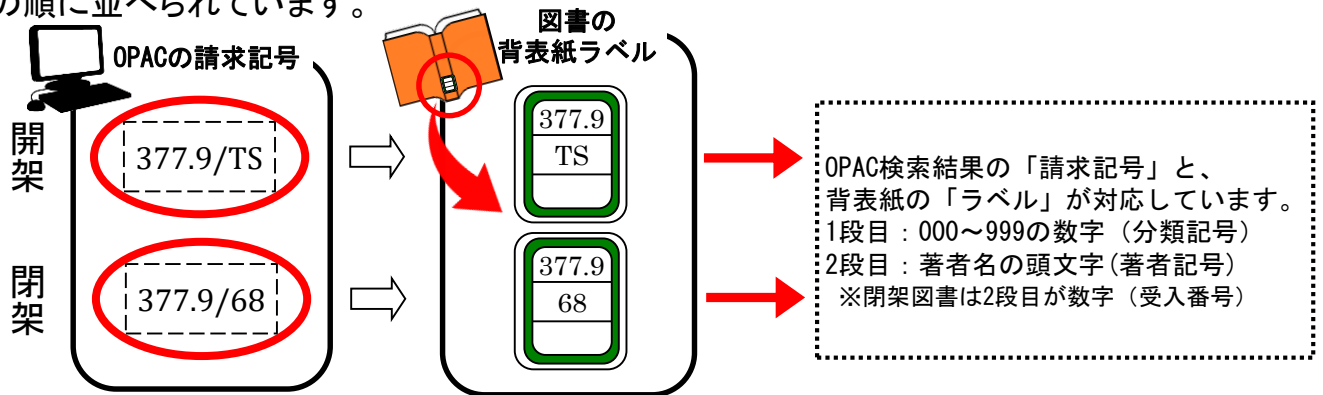 の順に並べられています。
OPACの請求記号
図書の
背表紙ラベル
開架
377.9/TS
377.9
TS
閉架
377.9/68
377.9
68
OPAC検索結果の「請求記号」と、
背表紙の「ラベル」が対応しています。
1段目：000～999の数字（分類記号）
2段目：著者名の頭文字(著者記号)
※閉架図書は2段目が数字（受入番号）